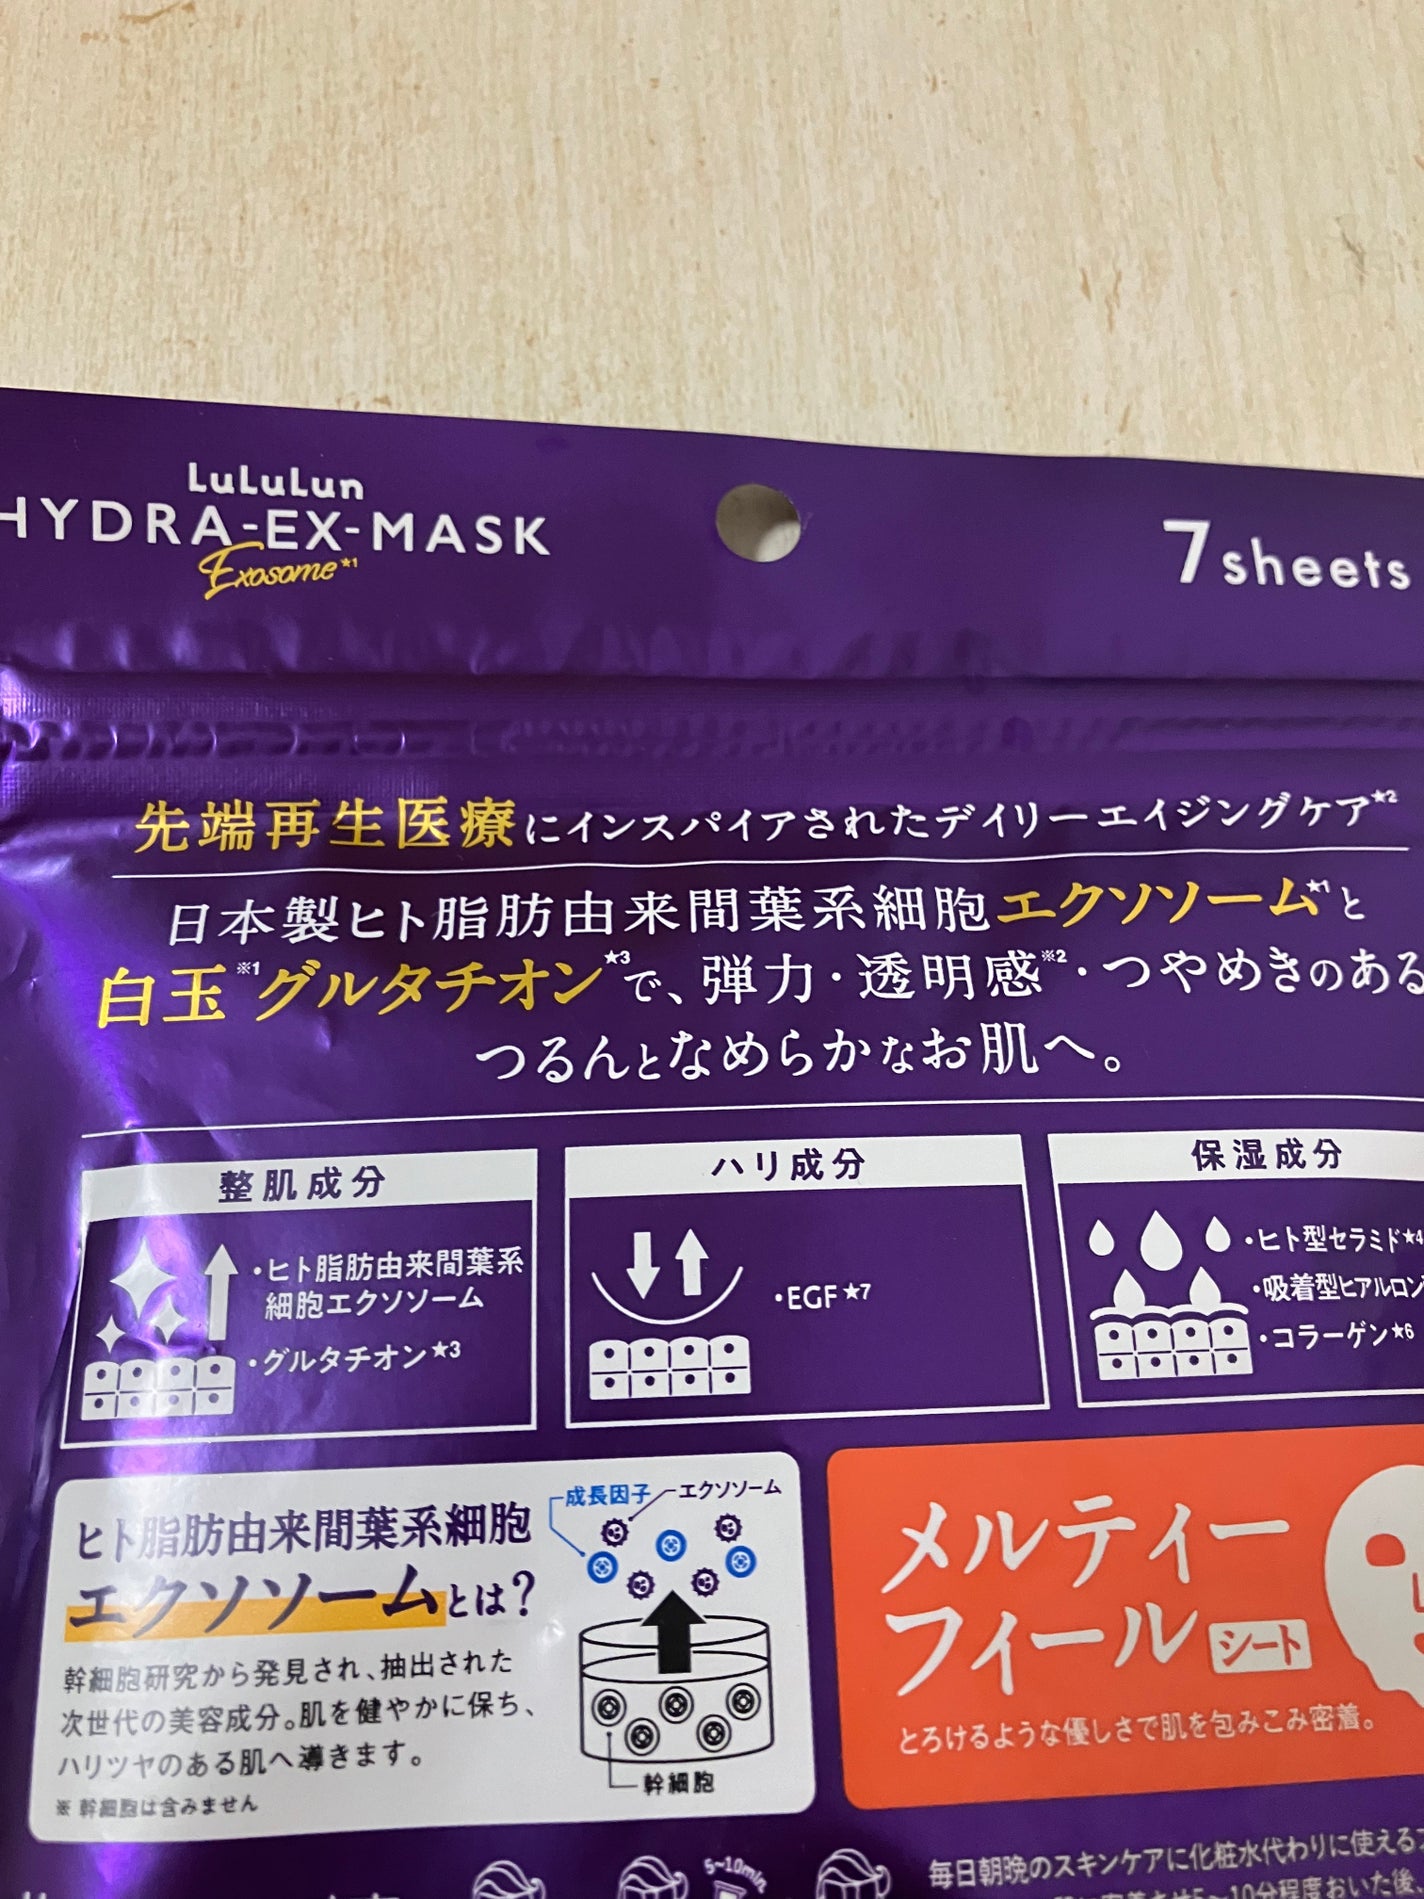 LuLuLun
HYDRA-EX-MASK
Exosome★1
7sheets
先端再生医療にインスパイアされたデイリーエイジングケア★2
日本製ヒト脂肪由来間葉系細胞エクソソーム★1と
白玉※1グルタチオン★3で、弾力・透明感※2・つやめきのある
つるんとなめらかなお肌へ。
整肌成分
・ヒト脂肪由来間葉系
細胞エクソソーム
・グルタチオン★3
ハリ成分
・EGF★7
保湿成分
・ヒト型セラミド★4
・吸着型ヒアルロン
・コラーゲン★6
ヒト脂肪由来間葉系細胞
エクソソームとは?
幹細胞研究から発見され、抽出された
次世代の美容成分。肌を健やかに保ち、
ハリツヤのある肌へ導きます。
※幹細胞は含みません
成長因子
エクソソーム
幹細胞
メルティー
フィール シート
とろけるような優しさで肌を包みこみ密着。
5~10min.
毎日朝晩のスキンケアに化粧水代わりに使える
5~10分程度おいた後、